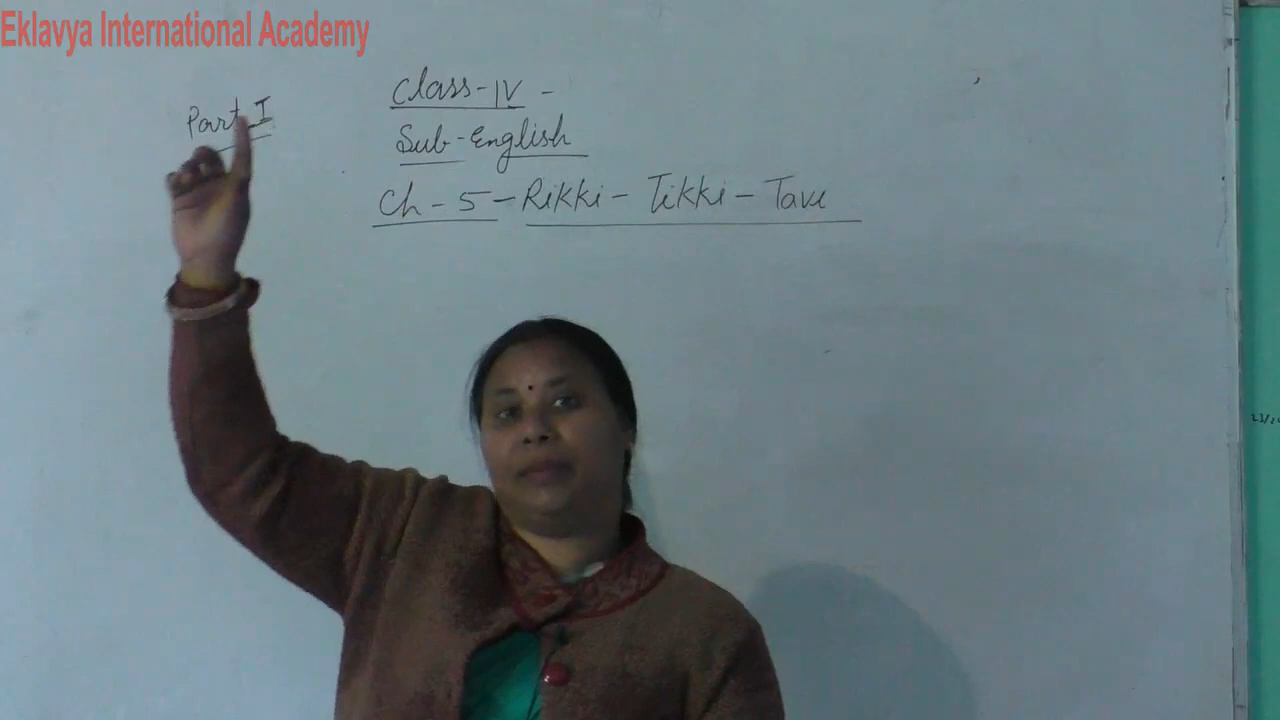 Eklavya International Academy
Part-I
Class-IV -
Sub-English
Ch-5-Rikki-Tikki-Tavi